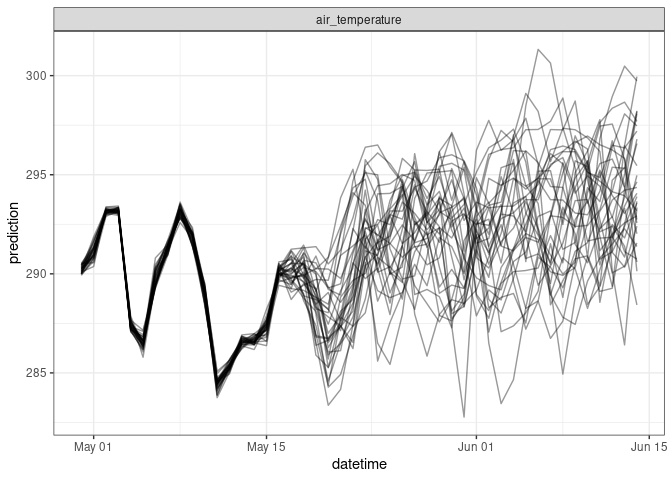 air_temperature
300
295
290
285
prediction
May 01
May 15
Jun 01
Jun 15
datetime